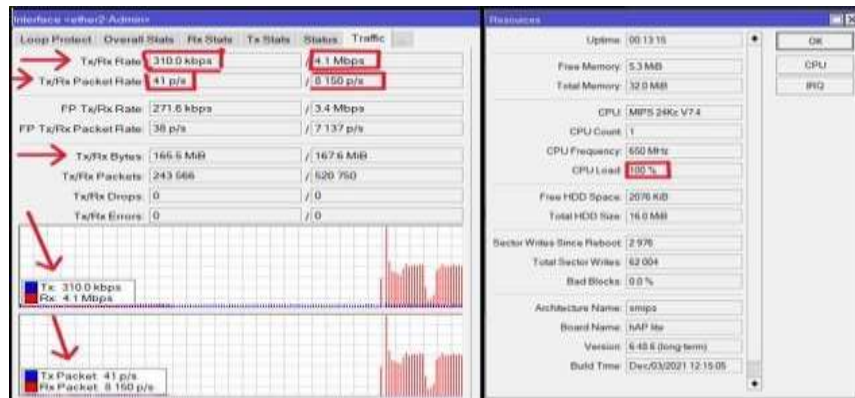 Interface <ether2-Admin>
Loop Protect Overall Stats Rx Stats Tx Stats Status Traffic ...
Tx/Rx Rate: 310.0 kbps / 4.1 Mbps
Tx/Rx Packet Rate: 41 p/s / 8 150 p/s
FP Tx/Rx Rate: 271.6 kbps / 3.4 Mbps
FP Tx/Rx Packet Rate: 38 p/s / 7 137 p/s
Tx/Rx Bytes: 165.5 MiB / 167.6 MiB
Tx/Rx Packets: 243 566 / 520 750
Tx/Rx Drops: 0 / 0
Tx/Rx Errors: 0 / 0
Tx: 310.0 kbps
Rx: 4.1 Mbps
Tx Packet: 41 p/s
Rx Packet: 8 150 p/s
Resources
Uptime: 00:13:15
Free Memory: 5.3 MiB
Total Memory: 32.0 MiB
CPU: MIPS 24Kc V7.4
CPU Count: 1
CPU Frequency: 650 MHz
CPU Load: 100 %
Free HDD Space: 2076 KiB
Total HDD Size: 16.0 MiB
Sector Writes Since Reboot: 2 976
Total Sector Writes: 62 004
Bad Blocks: 0.0 %
Architecture Name: smips
Board Name: hAP lite
Version: 6.48.6 (long-term)
Build Time: Dec/03/2021 12:15:05
OK
CPU
IRQ